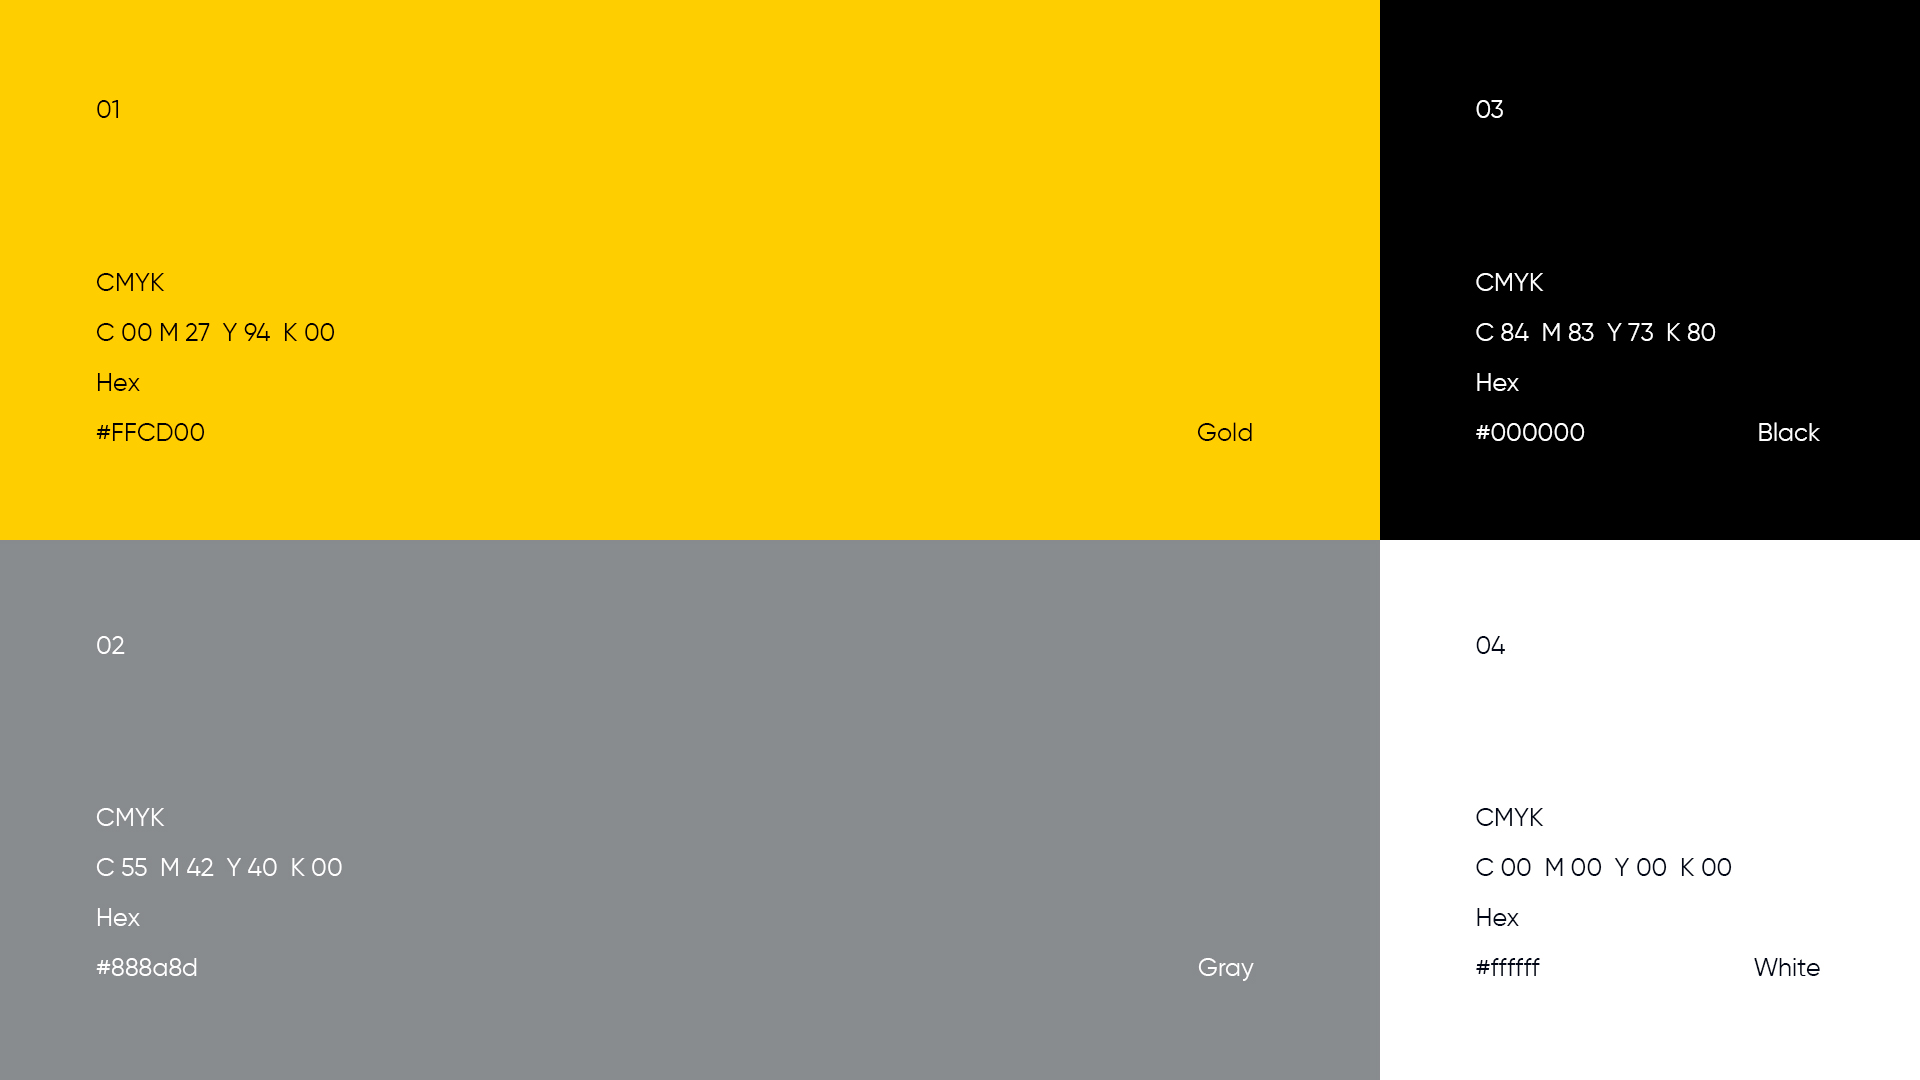 01
CMYK
C 00 M 27 Y 94 K 00
Hex
#FFCD00
Gold
03
CMYK
C 84 M 83 Y 73 K 80
Hex
#000000
Black
02
CMYK
C 55 M 42 Y 40 K 00
Hex
#888a8d
Gray
04
CMYK
C 00 M 00 Y 00 K 00
Hex
#ffffff
White